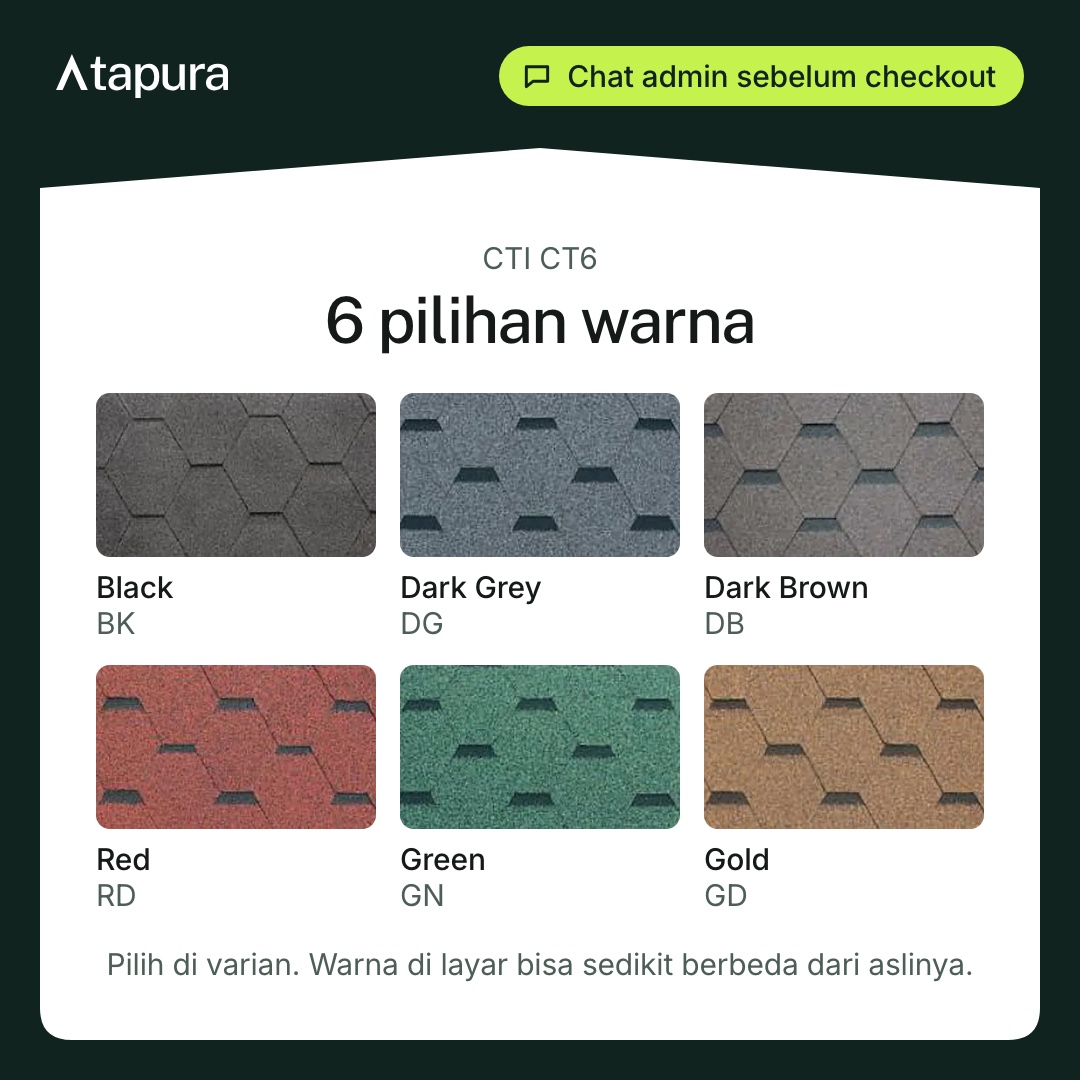 Atapura
Chat admin sebelum checkout
CTI CT6
6 pilihan warna
Black
BK
Dark Grey
DG
Dark Brown
DB
Red
RD
Green
GN
Gold
GD
Pilih di varian. Warna di layar bisa sedikit berbeda dari aslinya.